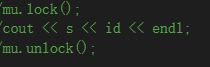 /mu.lock();
/cout << s << id << endl;
/mu.unlock();